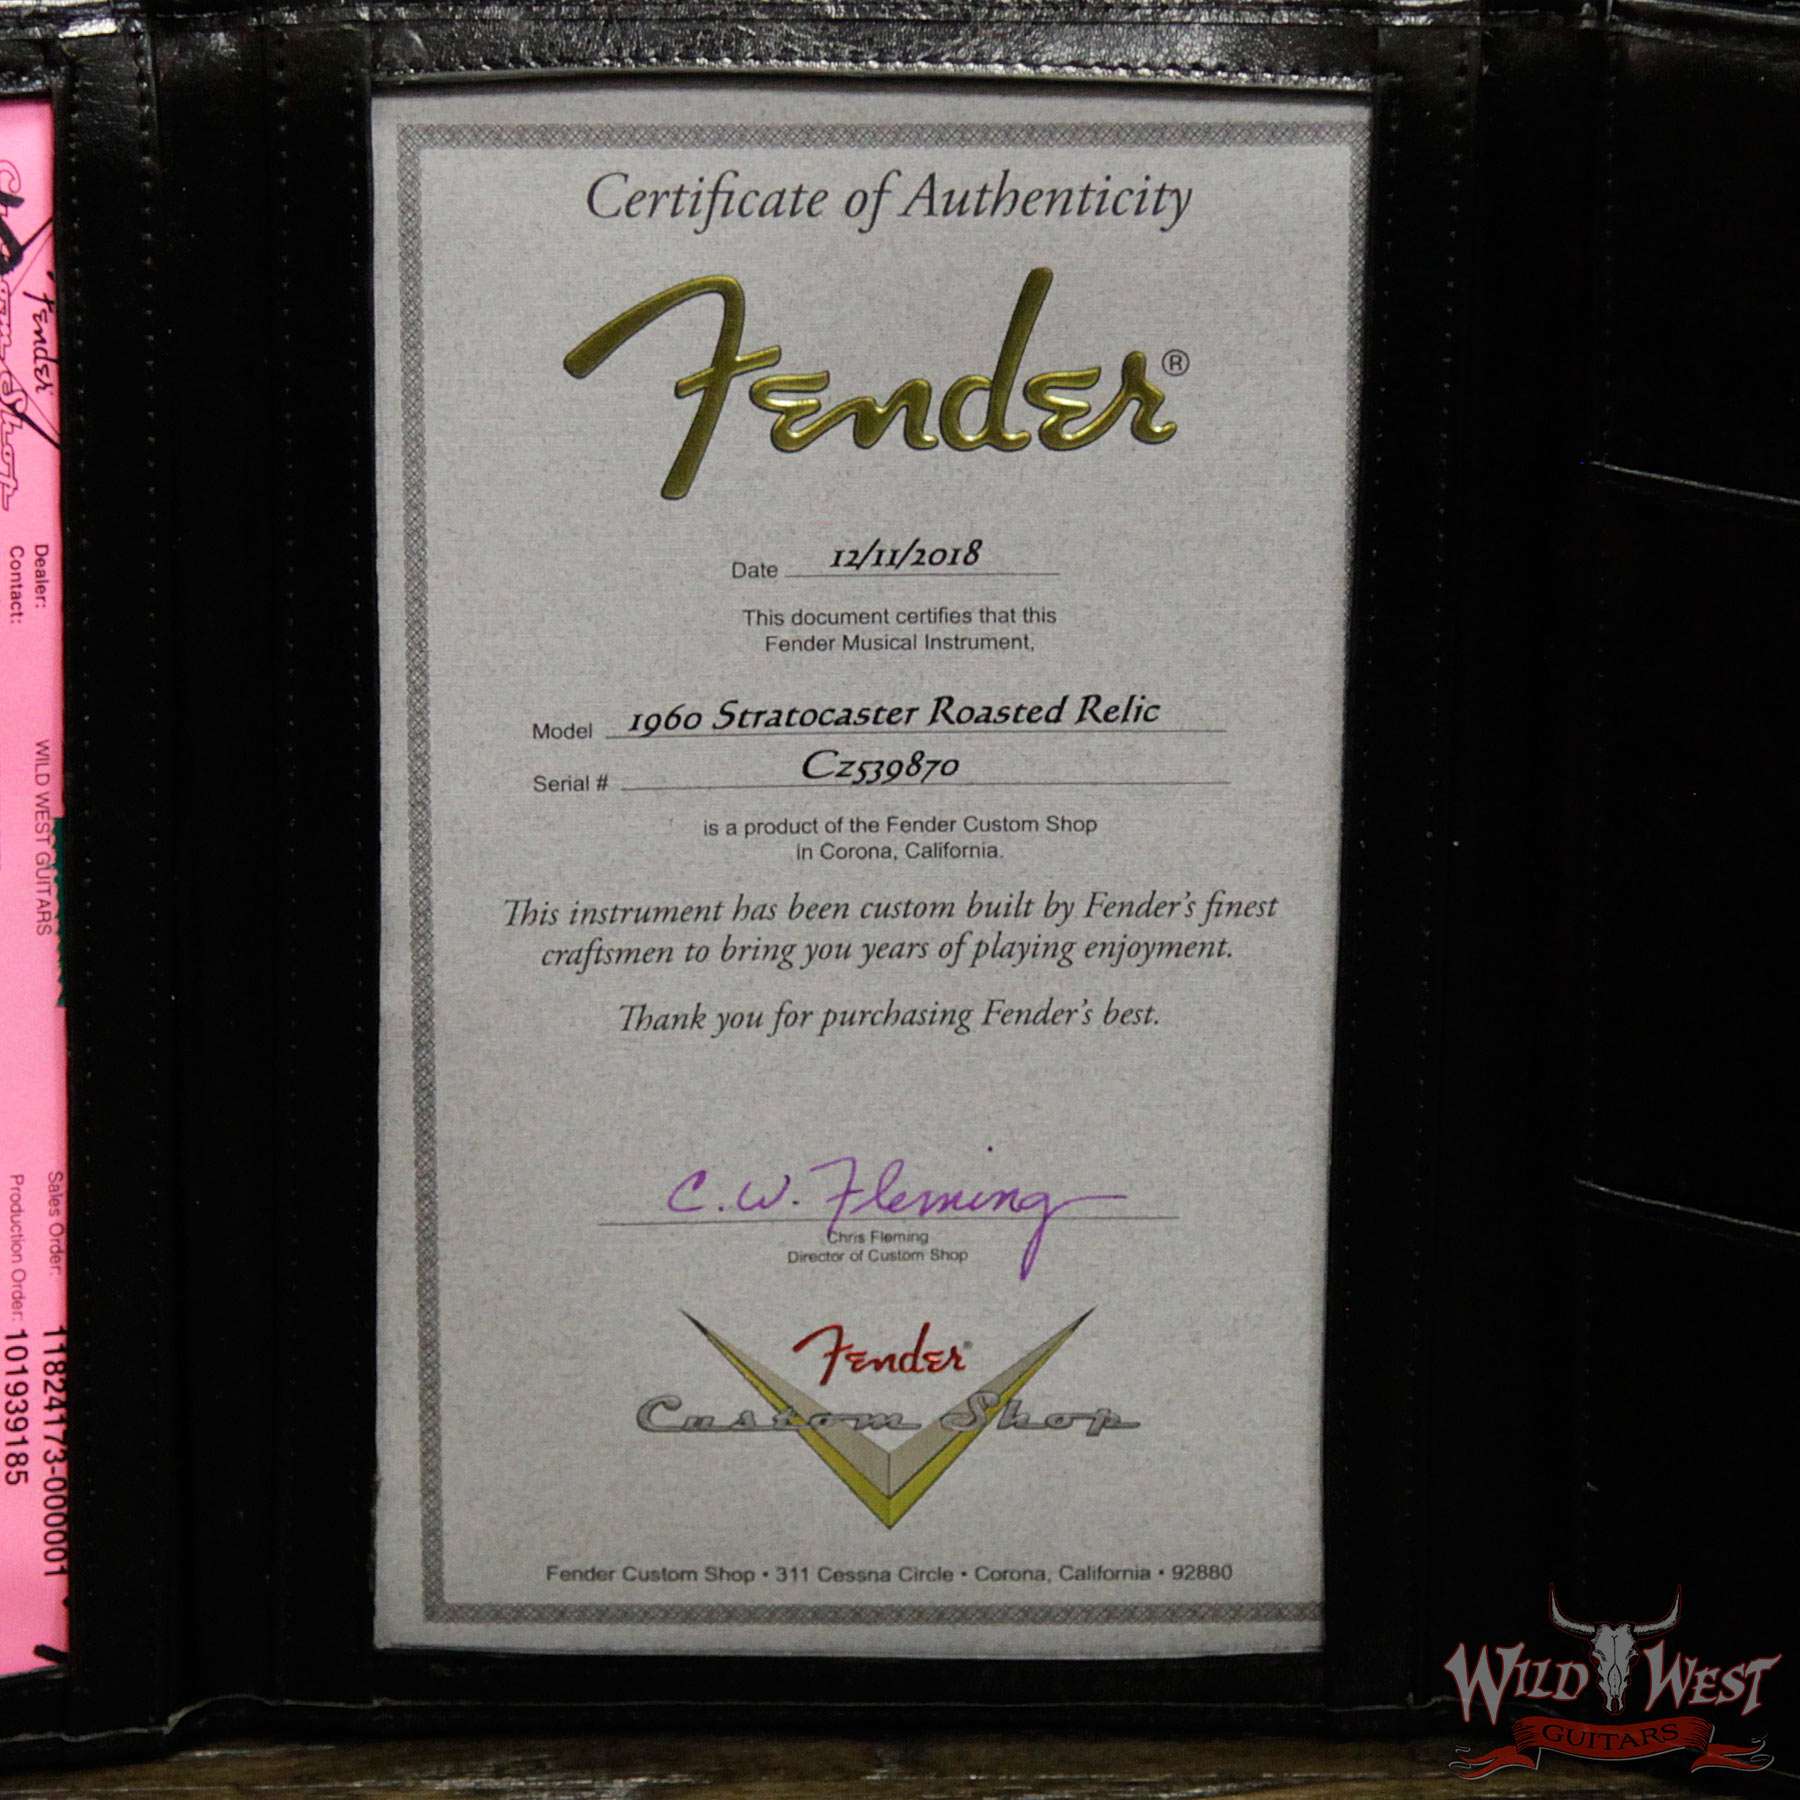 Certificate of Authenticity
Fender®
Date 12/11/2018
This document certifies that this
Fender Musical Instrument,
Model 1960 Stratocaster Roasted Relic
Serial # Cz539870
is a product of the Fender Custom Shop
in Corona, California.
This instrument has been custom built by Fender's finest
craftsmen to bring you years of playing enjoyment.
Thank you for purchasing Fender's best.
C. W. Fleming
Chris Fleming
Director of Custom Shop
Fender®
Custom Shop
Fender Custom Shop • 311 Cessna Circle • Corona, California • 92880
Fender
Custom Shop
Dealer: WILD WEST GUITARS
Contact:
Sales Order: 11824173-000001
Production Order: 101939185
WILD WEST
GUITARS